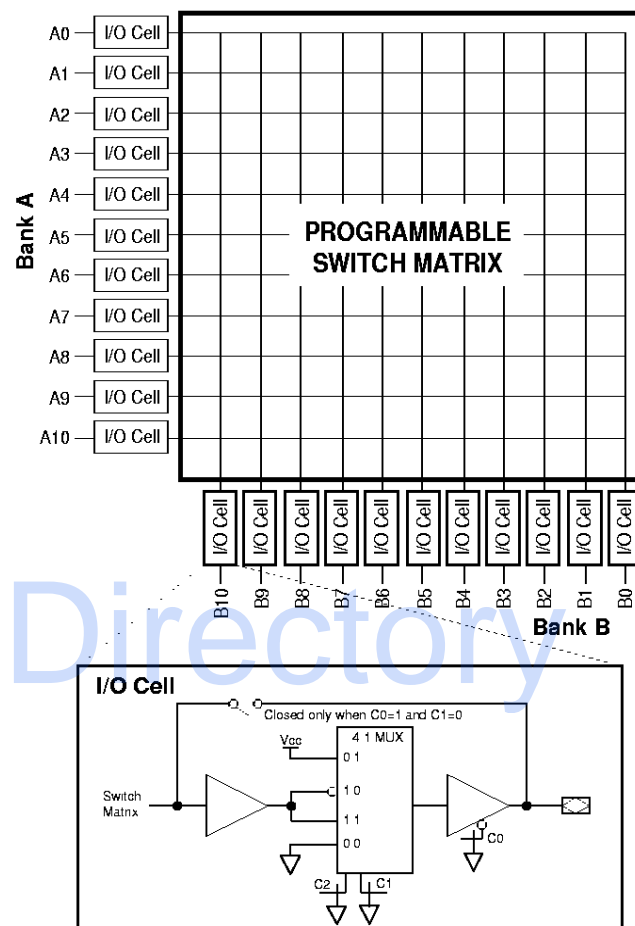 A0 I/O Cell
A1 I/O Cell
A2 I/O Cell
A3 I/O Cell
A4 I/O Cell
A5 I/O Cell
A6 I/O Cell
A7 I/O Cell
A8 I/O Cell
A9 I/O Cell
A10 I/O Cell
Bank A
PROGRAMMABLE
SWITCH MATRIX
I/O Cell I/O Cell I/O Cell I/O Cell I/O Cell I/O Cell I/O Cell I/O Cell I/O Cell I/O Cell I/O Cell
B10 B9 B8 B7 B6 B5 B4 B3 B2 B1 B0
Bank B
Directory
I/O Cell
Closed only when C0=1 and C1=0
Vcc
4 1 MUX
0 1
1 0
1 1
0 0
Switch
Matrix
C0
C2
C1